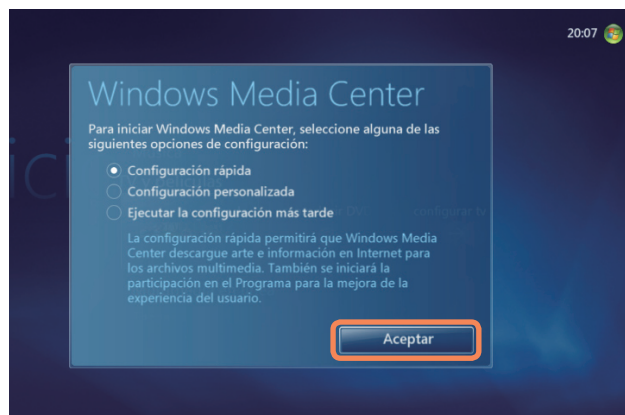 20:07
Windows Media Center
Para iniciar Windows Media Center, seleccione alguna de las
siguientes opciones de configuración:
Configuración rápida
Configuración personalizada
Ejecutar la configuración más tarde
configurar tv
La configuración rápida permitirá que Windows Media
Center descargue arte e información en Internet para
los archivos multimedia. También se iniciará la
participación en el Programa para la mejora de la
experiencia del usuario.
Aceptar